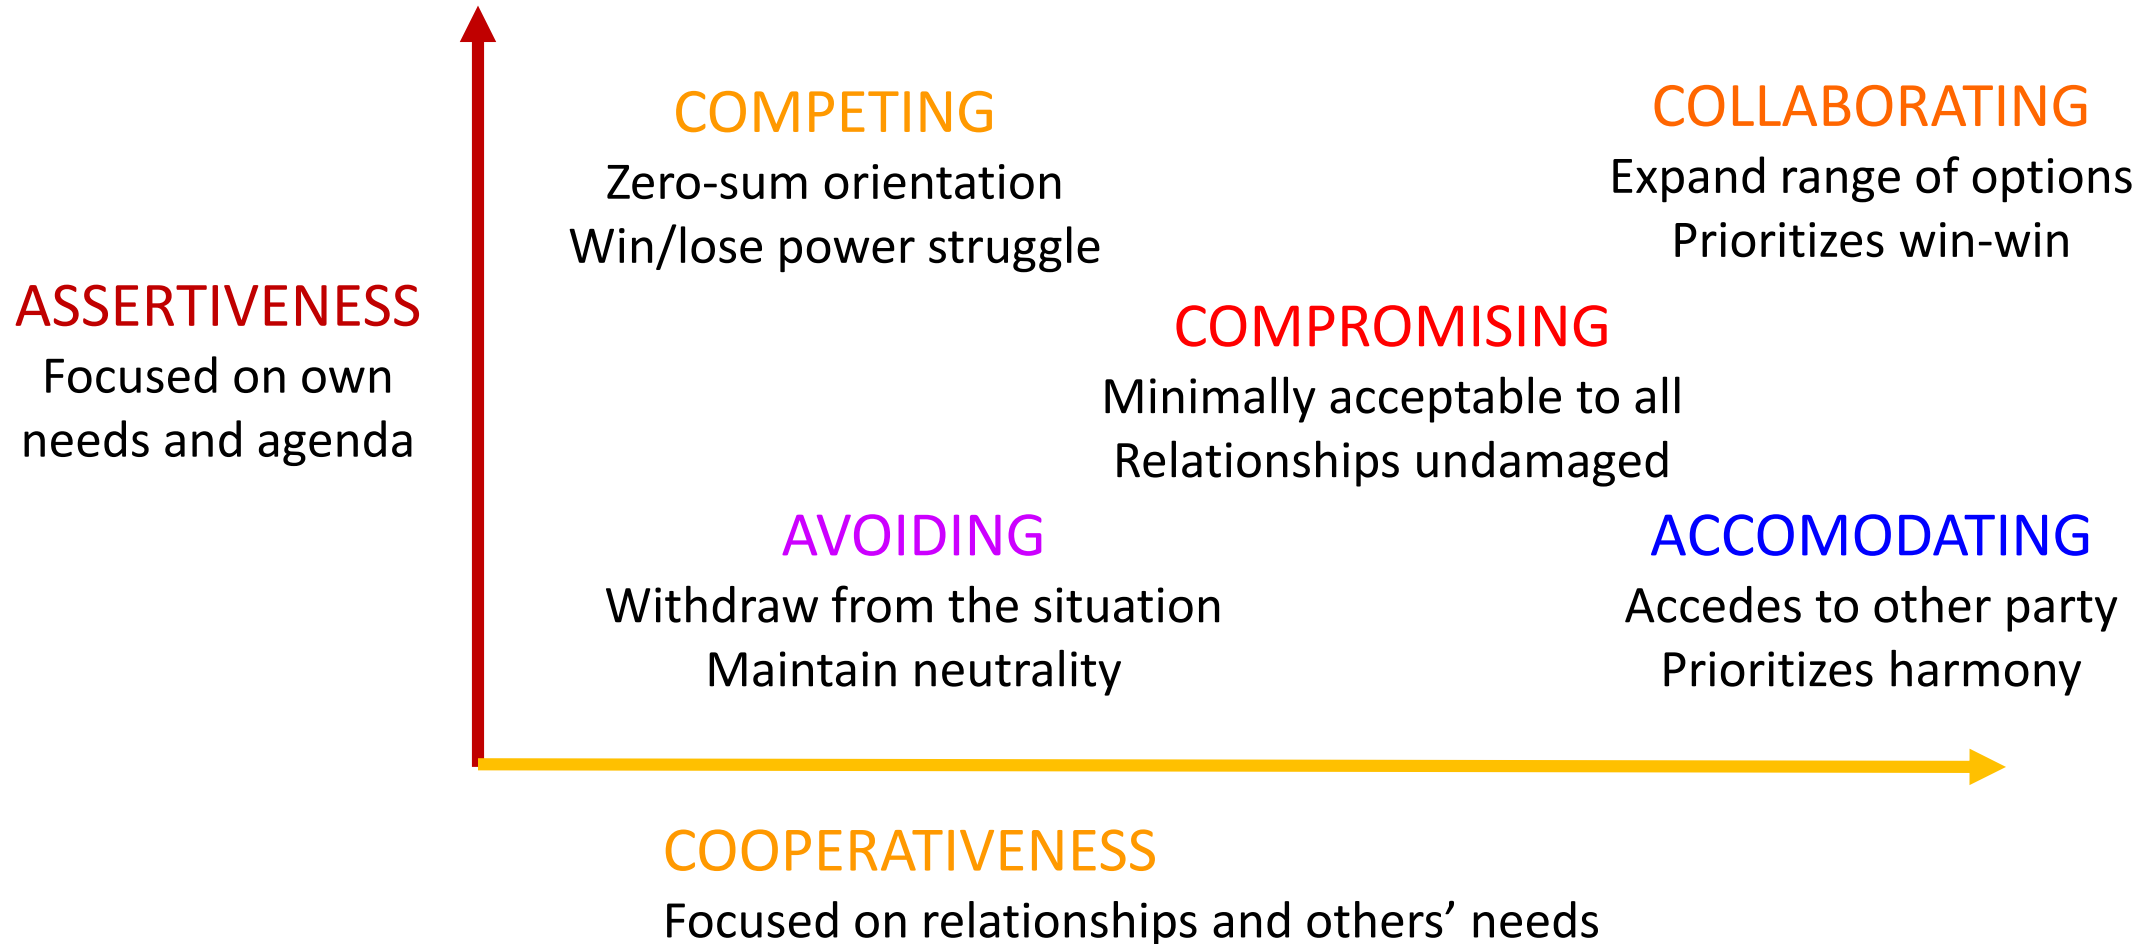 COMPETING
Zero-sum orientation
Win/lose power struggle
COLLABORATING
Expand range of options
Prioritizes win-win
ASSERTIVENESS
Focused on own
needs and agenda
COMPROMISING
Minimally acceptable to all
Relationships undamaged
AVOIDING
Withdraw from the situation
Maintain neutrality
ACCOMODATING
Accedes to other party
Prioritizes harmony
COOPERATIVENESS
Focused on relationships and others’ needs